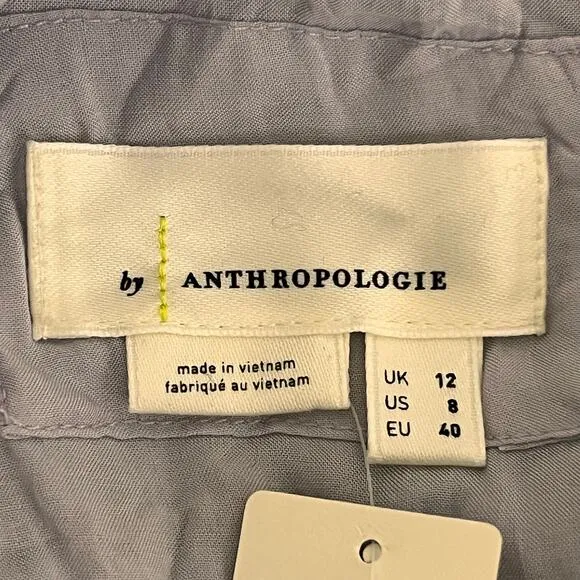 by ANTHROPOLOGIE
made in vietnam
fabriqué au vietnam
UK 12
US 8
EU 40